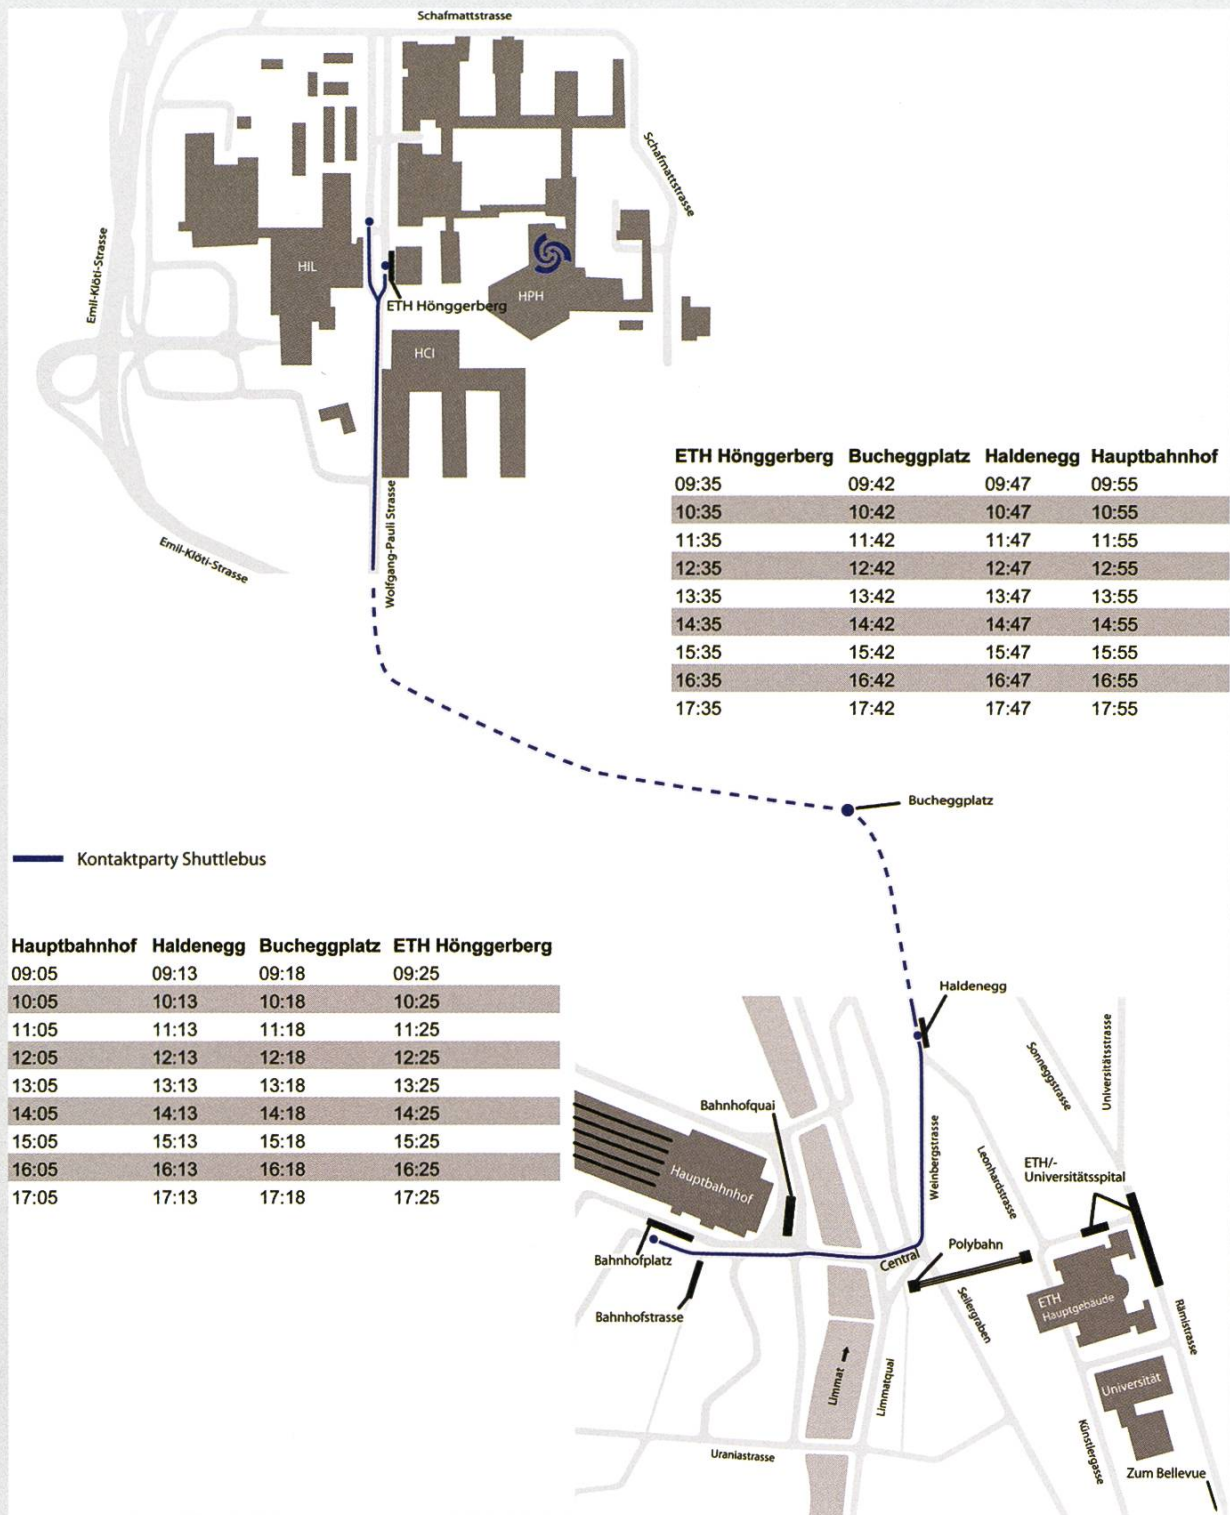 Schafmattstrasse
Schafmattstrasse
Emil-Klöti-Strasse
HIL
HPH
ETH Hönggerberg
HCI
Wolfgang-Pauli Strasse
Emil-Klöti-Strasse
ETH Hönggerberg Bucheggplatz Haldenegg Hauptbahnhof
09:35 09:42 09:47 09:55
10:35 10:42 10:47 10:55
11:35 11:42 11:47 11:55
12:35 12:42 12:47 12:55
13:35 13:42 13:47 13:55
14:35 14:42 14:47 14:55
15:35 15:42 15:47 15:55
16:35 16:42 16:47 16:55
17:35 17:42 17:47 17:55
Bucheggplatz
Kontaktparty Shuttlebus
Hauptbahnhof Haldenegg Bucheggplatz ETH Hönggerberg
09:05 09:13 09:18 09:25
10:05 10:13 10:18 10:25
11:05 11:13 11:18 11:25
12:05 12:13 12:18 12:25
13:05 13:13 13:18 13:25
14:05 14:13 14:18 14:25
15:05 15:13 15:18 15:25
16:05 16:13 16:18 16:25
17:05 17:13 17:18 17:25
Haldenegg
Sonneggstrasse
Universitätsstrasse
Bahnhofquai
Weinbergstrasse
Leonhardstrasse
ETH/-
Universitätsspital
Hauptbahnhof
Bahnhofplatz
Central
Polybahn
Bahnhofstrasse
Seilergraben
ETH
Hauptgebäude
Rämistrasse
Limmat
Limmatquai
Universität
Künstlergasse
Uraniastrasse
Zum Bellevue